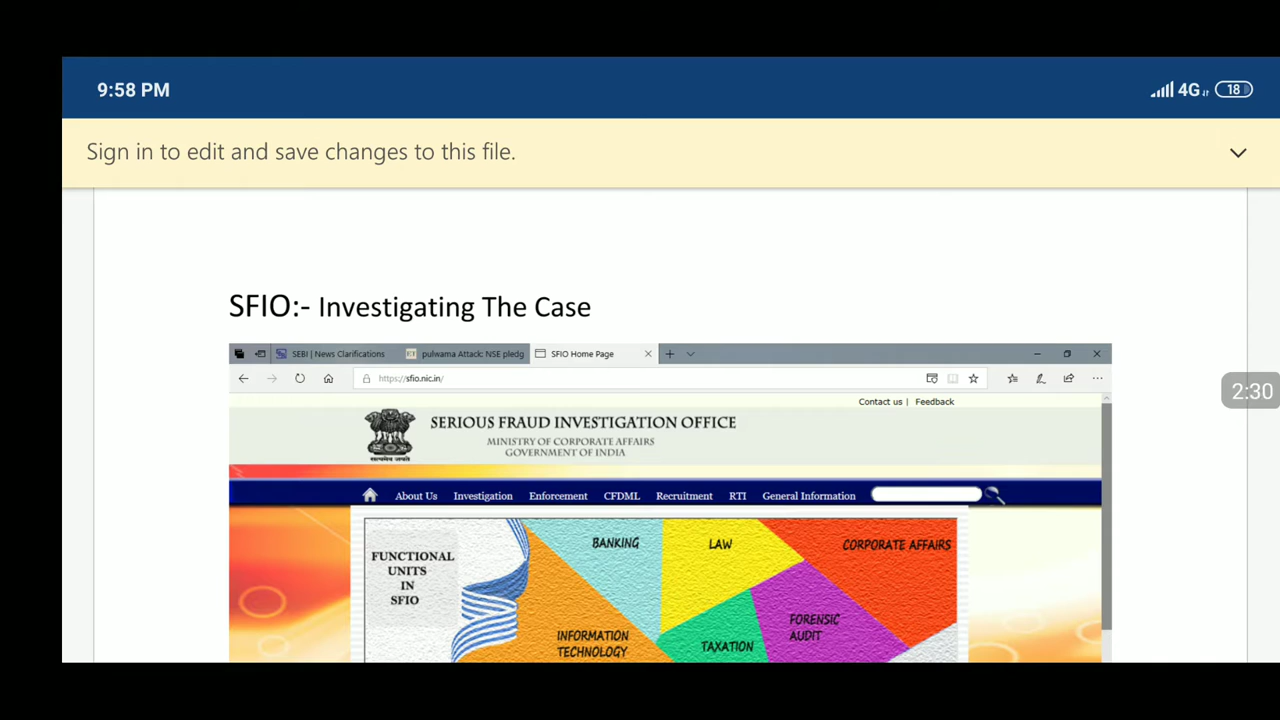 9:58 PM
4G
18
Sign in to edit and save changes to this file.
SFIO:- Investigating The Case
SEBI | News Clarifications
pulwama Attack: NSE pledg
SFIO Home Page
https://sfio.nic.in/
Contact us | Feedback
SERIOUS FRAUD INVESTIGATION OFFICE
MINISTRY OF CORPORATE AFFAIRS
GOVERNMENT OF INDIA
सत्यमेव जयते
About Us Investigation Enforcement CFDML Recruitment RTI General Information
FUNCTIONAL
UNITS
IN
SFIO
BANKING
LAW
CORPORATE AFFAIRS
INFORMATION
TECHNOLOGY
TAXATION
FORENSIC
AUDIT
2:30